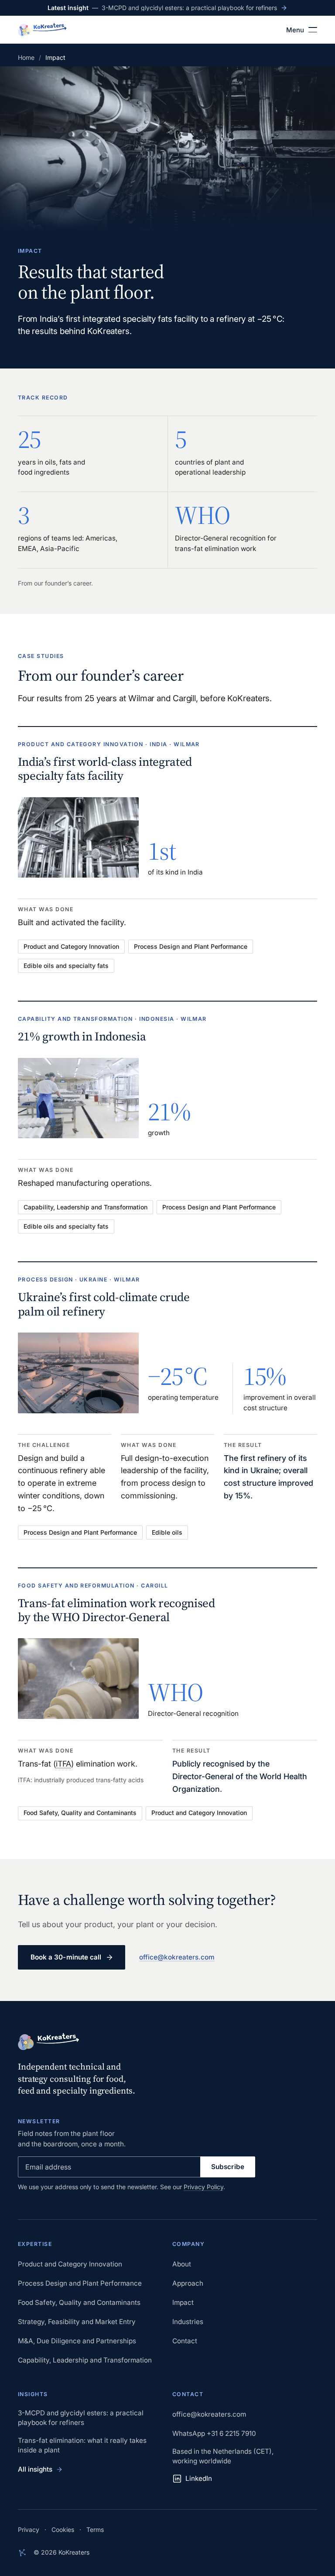 Latest insight — 3-MCPD and glycidyl esters: a practical playbook for refiners →
KoKreaters.
Menu
Home / Impact
IMPACT
Results that started
on the plant floor.
From India's first integrated specialty fats facility to a refinery at −25 °C:
the results behind KoKreaters.
TRACK RECORD
25
years in oils, fats and
food ingredients
5
countries of plant and
operational leadership
3
regions of teams led: Americas,
EMEA, Asia-Pacific
WHO
Director-General recognition for
trans-fat elimination work
From our founder's career.
CASE STUDIES
From our founder's career
Four results from 25 years at Wilmar and Cargill, before KoKreaters.
PRODUCT AND CATEGORY INNOVATION · INDIA · WILMAR
India's first world-class integrated
specialty fats facility
1st
of its kind in India
WHAT WAS DONE
Built and activated the facility.
Product and Category Innovation
Process Design and Plant Performance
Edible oils and specialty fats
CAPABILITY AND TRANSFORMATION · INDONESIA · WILMAR
21% growth in Indonesia
21%
growth
WHAT WAS DONE
Reshaped manufacturing operations.
Capability, Leadership and Transformation
Process Design and Plant Performance
Edible oils and specialty fats
PROCESS DESIGN · UKRAINE · WILMAR
Ukraine's first cold-climate crude
palm oil refinery
−25 °C
operating temperature
15%
improvement in overall
cost structure
THE CHALLENGE
Design and build a
continuous refinery able
to operate in extreme
winter conditions, down
to −25 °C.
WHAT WAS DONE
Full design-to-execution
leadership of the facility,
from process design to
commissioning.
THE RESULT
The first refinery of its
kind in Ukraine; overall
cost structure improved
by 15%.
Process Design and Plant Performance
Edible oils
FOOD SAFETY AND REFORMULATION · CARGILL
Trans-fat elimination work recognised
by the WHO Director-General
WHO
Director-General recognition
WHAT WAS DONE
Trans-fat (iTFA) elimination work.
iTFA: industrially produced trans-fatty acids
THE RESULT
Publicly recognised by the
Director-General of the World Health
Organization.
Food Safety, Quality and Contaminants
Product and Category Innovation
Have a challenge worth solving together?
Tell us about your product, your plant or your decision.
Book a 30-minute call →
office@kokreaters.com
KoKreaters.
Independent technical and
strategy consulting for food,
feed and specialty ingredients.
NEWSLETTER
Field notes from the plant floor
and the boardroom, once a month.
Email address
Subscribe
We use your address only to send the newsletter. See our Privacy Policy.
EXPERTISE
Product and Category Innovation
Process Design and Plant Performance
Food Safety, Quality and Contaminants
Strategy, Feasibility and Market Entry
M&A, Due Diligence and Partnerships
Capability, Leadership and Transformation
COMPANY
About
Approach
Impact
Industries
Contact
INSIGHTS
3-MCPD and glycidyl esters: a practical
playbook for refiners
Trans-fat elimination: what it really takes
inside a plant
All insights →
CONTACT
office@kokreaters.com
WhatsApp +31 6 2215 7910
Based in the Netherlands (CET),
working worldwide
LinkedIn
Privacy · Cookies · Terms
© 2026 KoKreaters